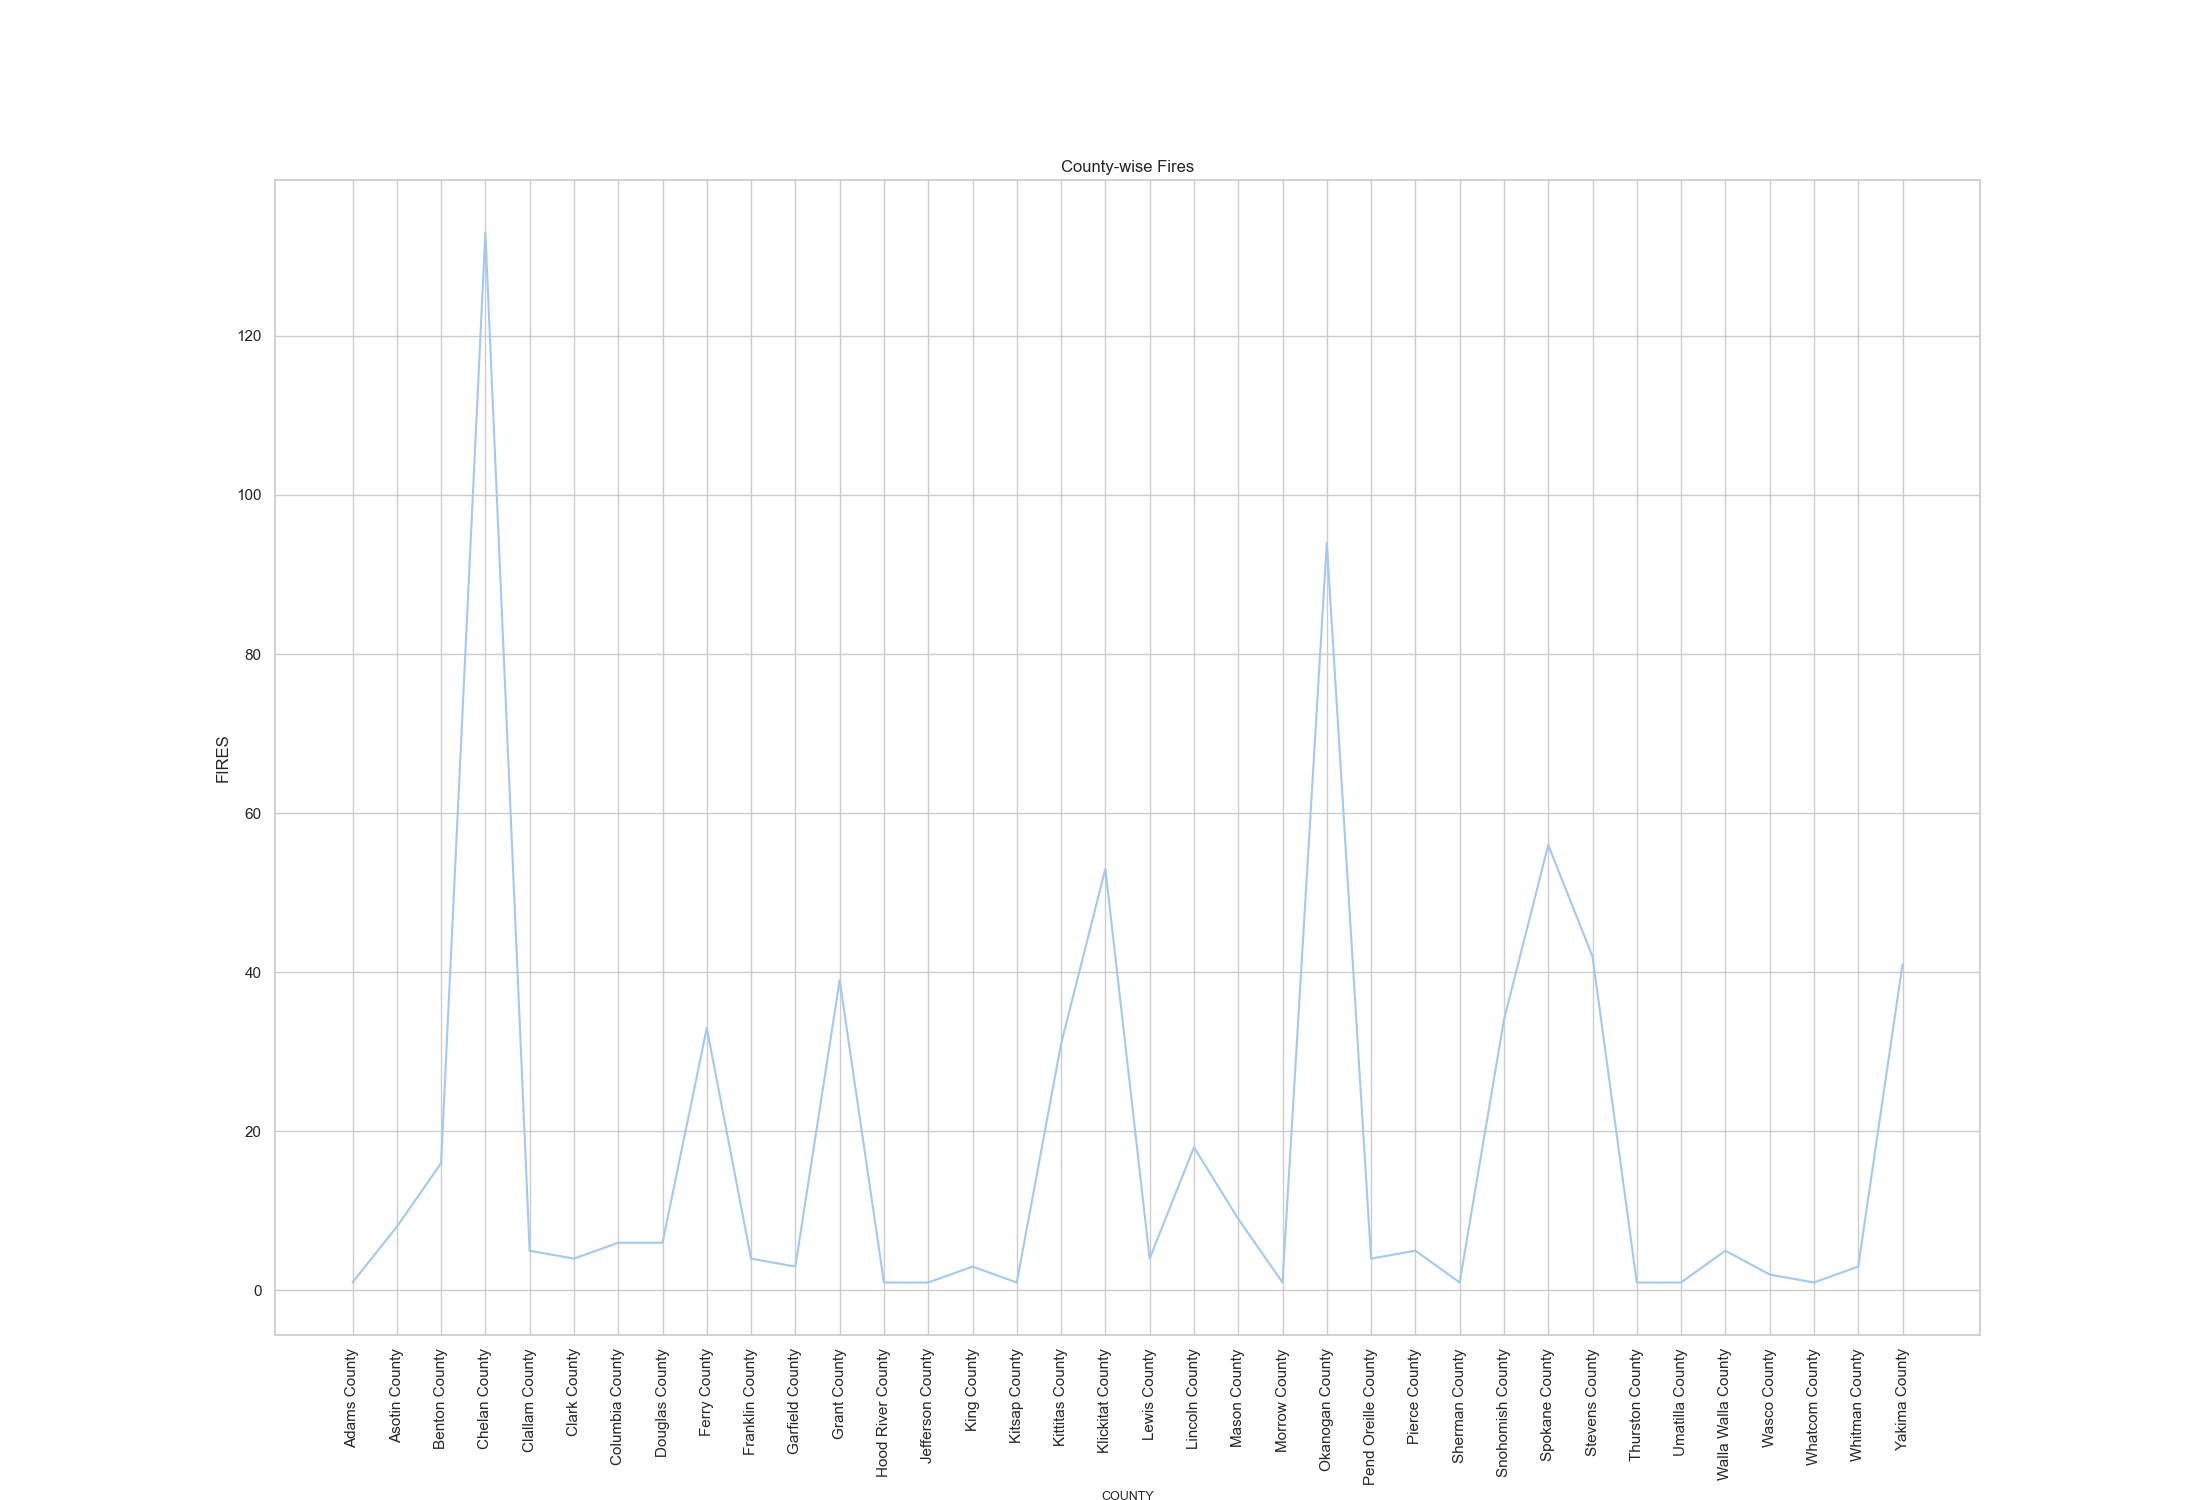 County-wise Fires
FIRES
120
100
80
60
40
20
0
Adams County
Asotin County
Benton County
Chelan County
Clallam County
Clark County
Columbia County
Douglas County
Ferry County
Franklin County
Garfield County
Grant County
Hood River County
Jefferson County
King County
Kitsap County
Kittitas County
Klickitat County
Lewis County
Lincoln County
Mason County
Morrow County
Okanogan County
Pend Oreille County
Pierce County
Sherman County
Snohomish County
Spokane County
Stevens County
Thurston County
Umatilla County
Walla Walla County
Wasco County
Whatcom County
Whitman County
Yakima County
COUNTY